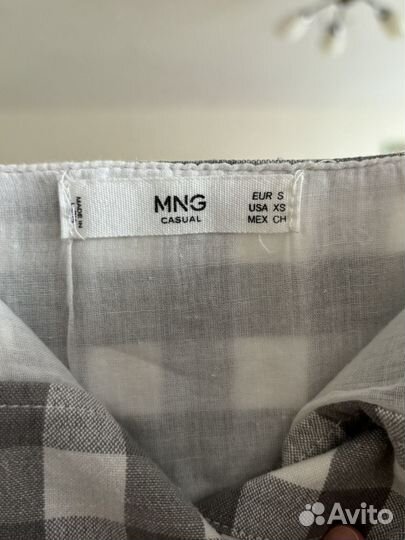 MNG
CASUAL
EUR S
USA XS
MEX CH
MADE IN
Avito